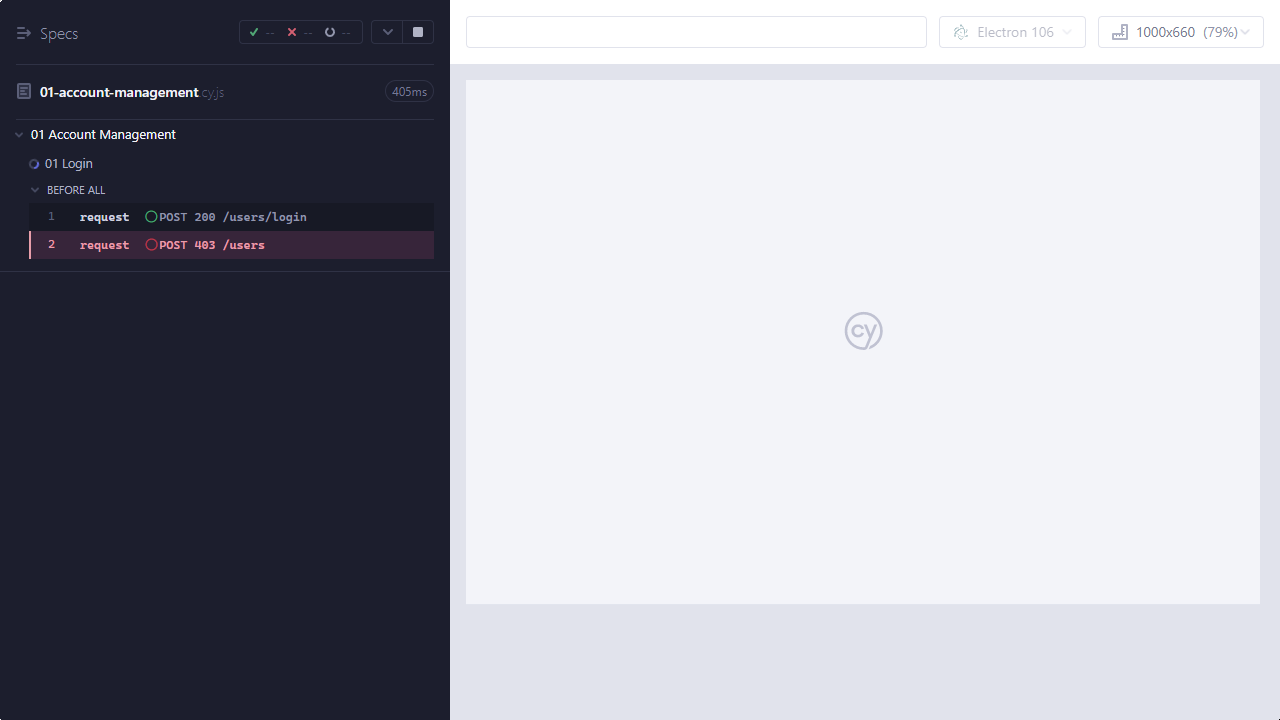 Specs
-- -- --
Electron 106
1000x660 (79%)
01-account-management cy.js
405ms
01 Account Management
01 Login
BEFORE ALL
1 request POST 200 /users/login
2 request POST 403 /users
cy